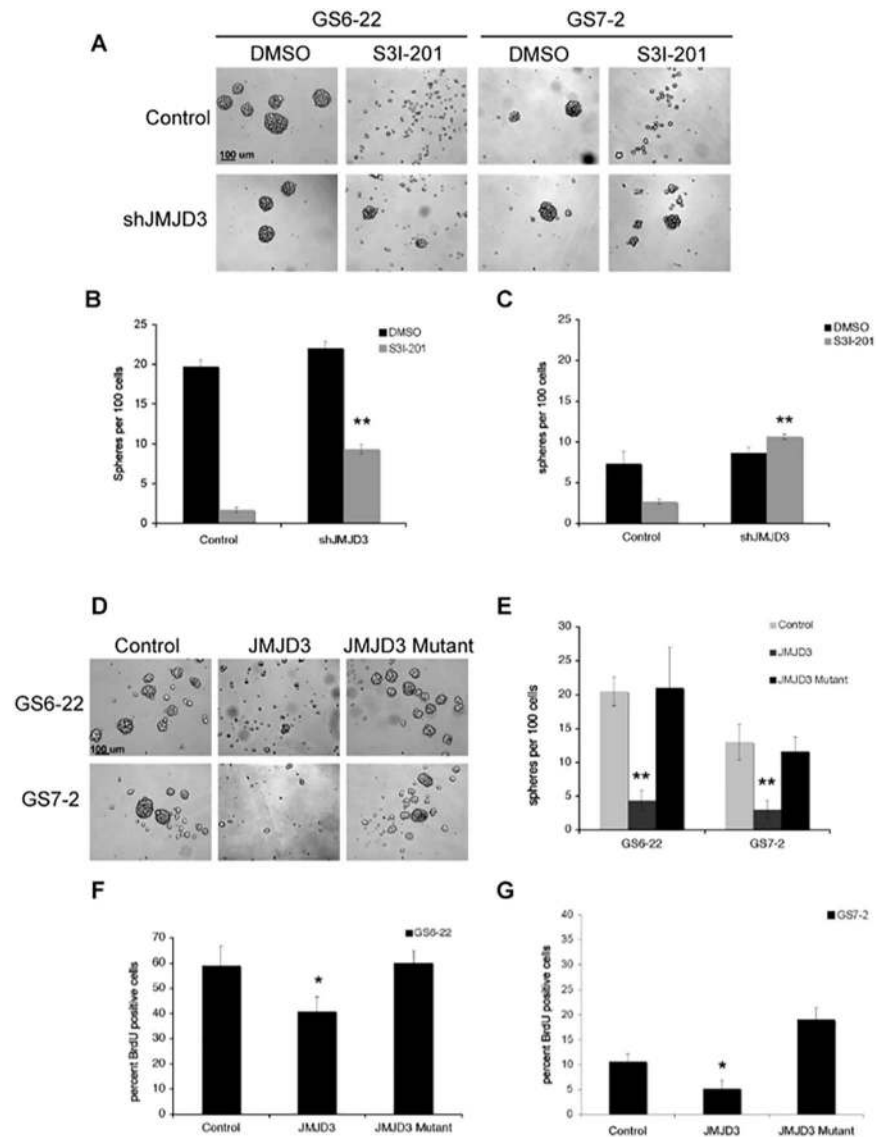 GS6-22 GS7-2
A
DMSO S3I-201 DMSO S3I-201
Control
100 um
shJMJD3
B
25
20
15
10
5
0
Spheres per 100 cells
DMSO
S3I-201
**
Control shJMJD3
C
25
20
15
10
5
0
spheres per 100 cells
DMSO
S3I-201
**
Control shJMJD3
D
Control JMJD3 JMJD3 Mutant
GS6-22
100 um
GS7-2
E
30
25
20
15
10
5
0
spheres per 100 cells
Control
JMJD3
JMJD3 Mutant
** **
GS6-22 GS7-2
F
70
60
50
40
30
20
10
0
percent BrdU positive cells
GS6-22
*
Control JMJD3 JMJD3 Mutant
G
40
35
30
25
20
15
10
5
0
percent BrdU positive cells
GS7-2
*
Control JMJD3 JMJD3 Mutant